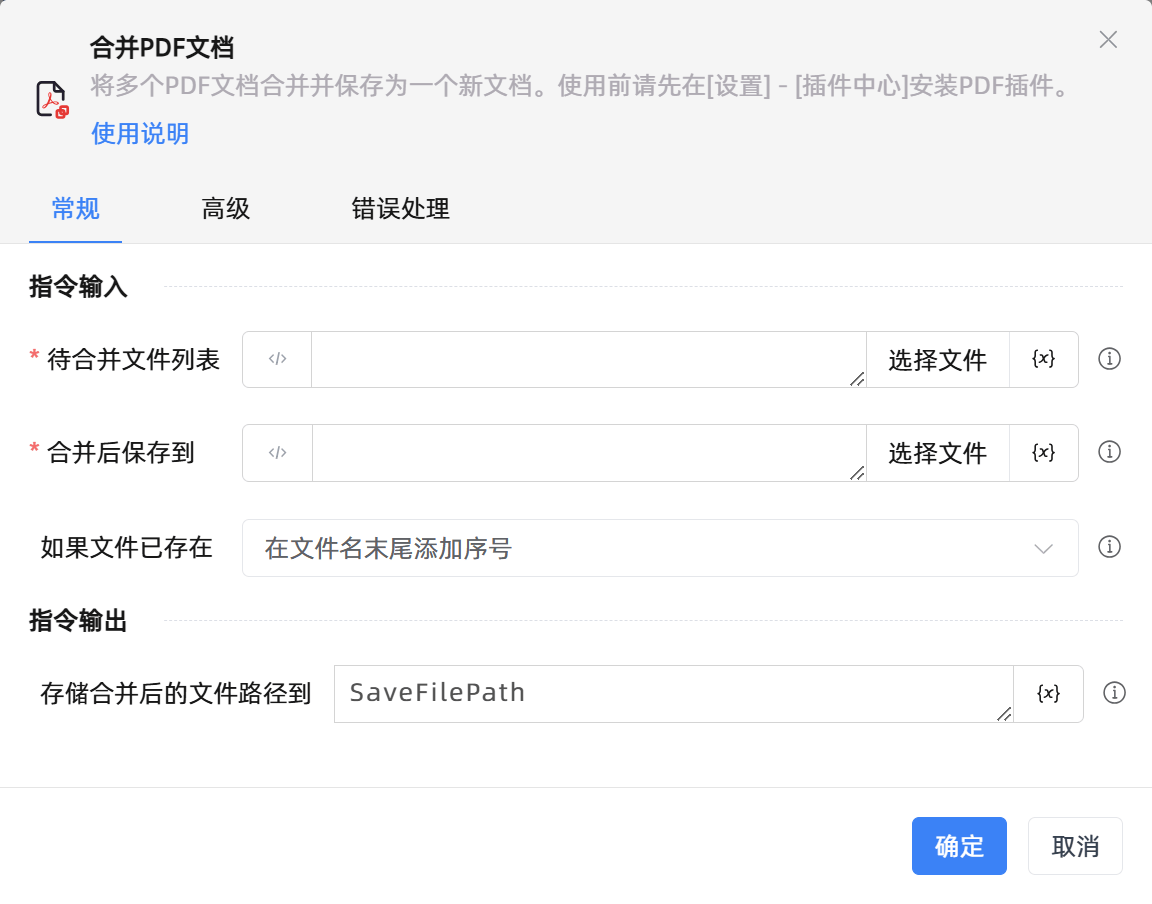 合并PDF文档
将多个PDF文档合并并保存为一个新文档。使用前请先在[设置] - [插件中心]安装PDF插件。
使用说明
常规 高级 错误处理
指令输入
* 待合并文件列表 </> 选择文件 {x}
* 合并后保存到 </> 选择文件 {x}
如果文件已存在 在文件名末尾添加序号
指令输出
存储合并后的文件路径到 SaveFilePath {x}
确定 取消